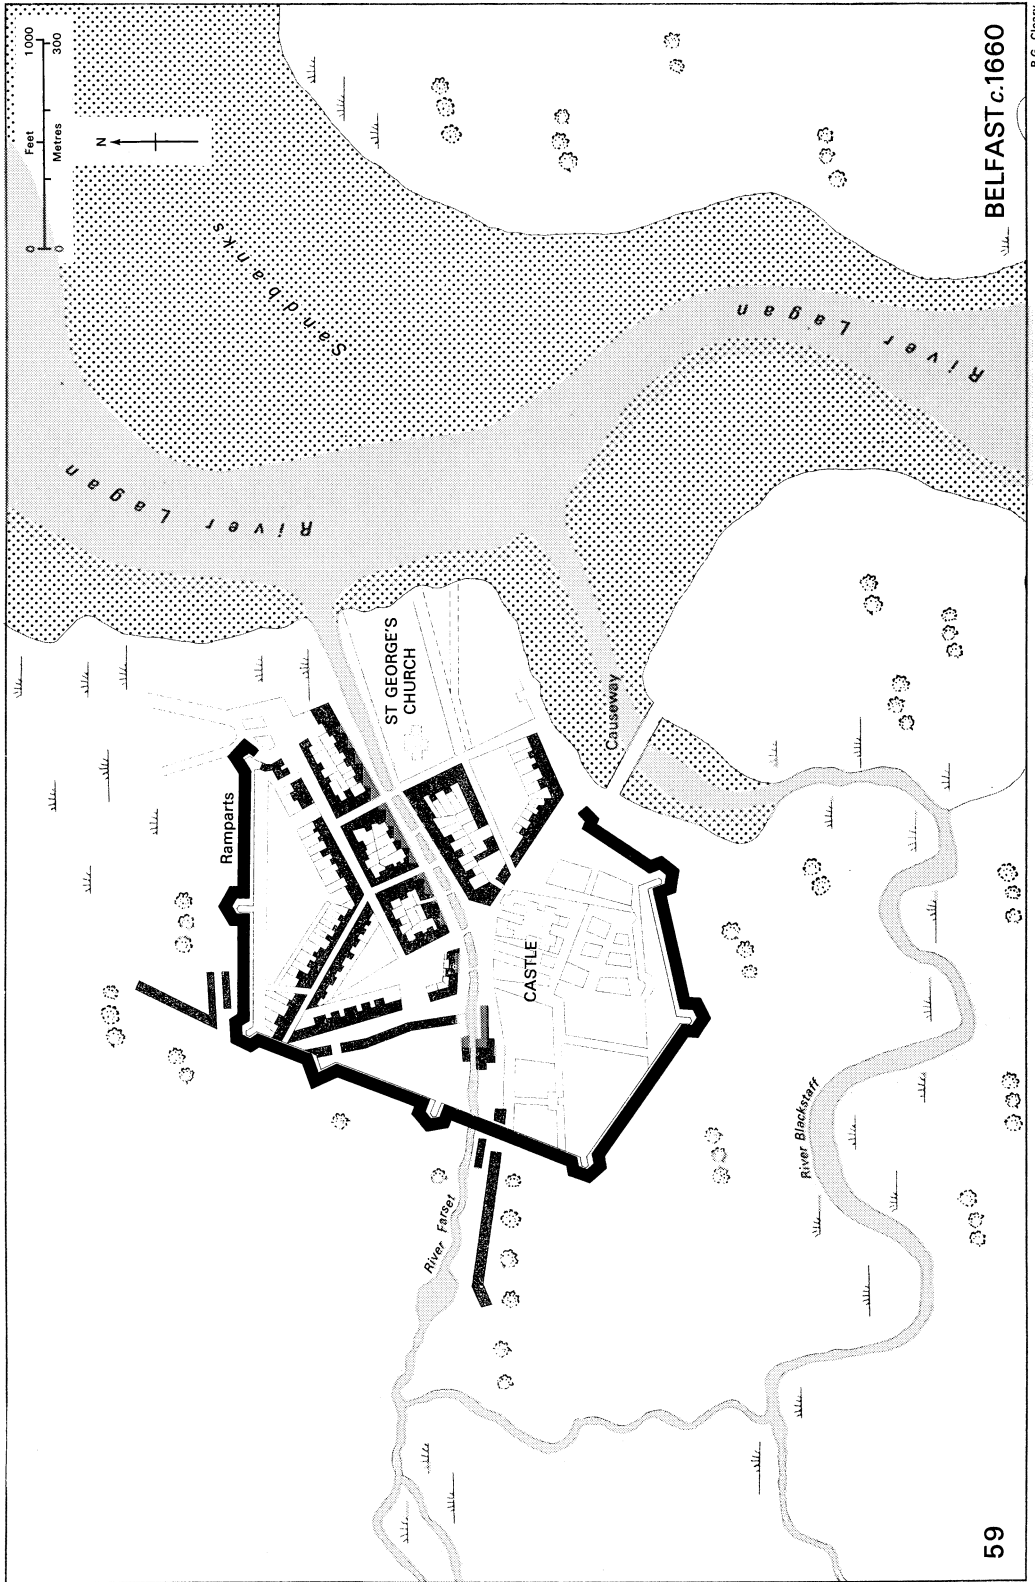 Feet
0 1000
Metres
0 300
N
Sandbanks
River Lagan
River Lagan
Ramparts
ST GEORGE'S
CHURCH
Causeway
CASTLE
River Farset
River Blackstaff
59
BELFAST c.1660